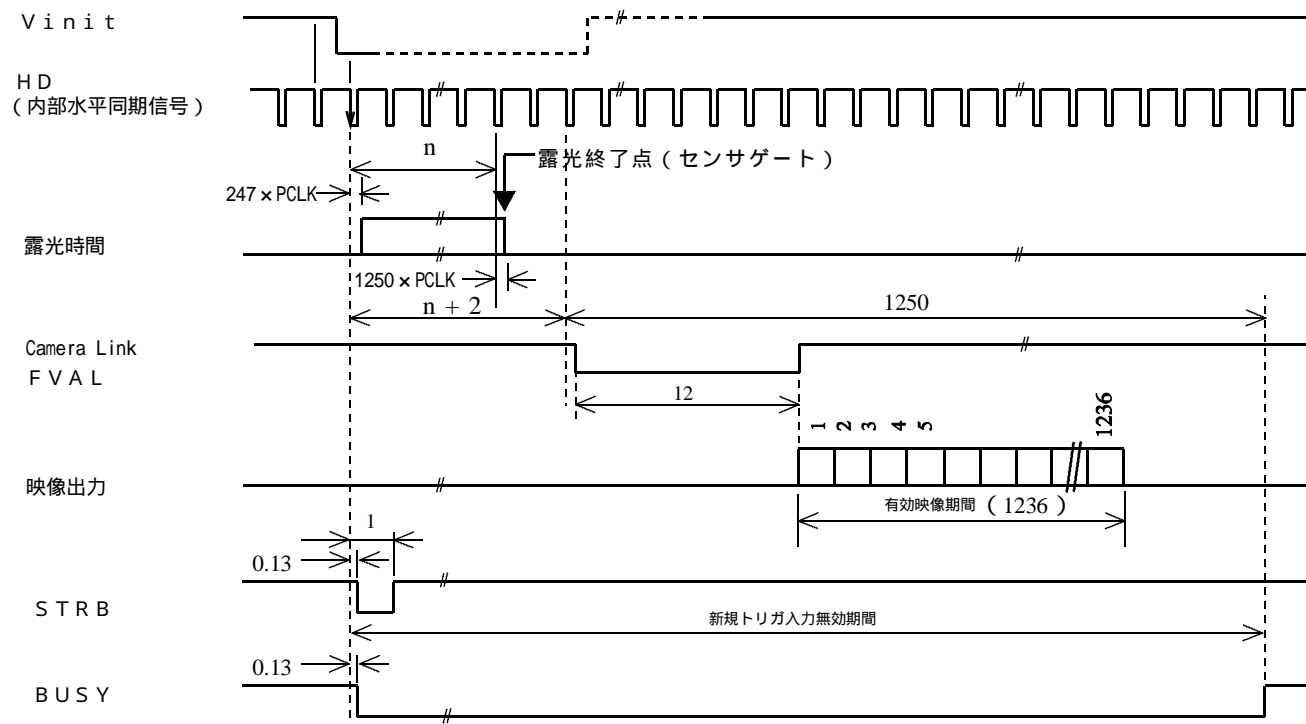 Ｖｉｎｉｔ
ＨＤ
（内部水平同期信号）
n
露光終了点（センサゲート）
247×PCLK
露光時間
1250×PCLK
n + 2
1250
Camera Link
ＦＶＡＬ
12
1 2 3 4 5 1236
映像出力
有効映像期間（1236）
1
0.13
ＳＴＲＢ
新規トリガ入力無効期間
0.13
ＢＵＳＹ